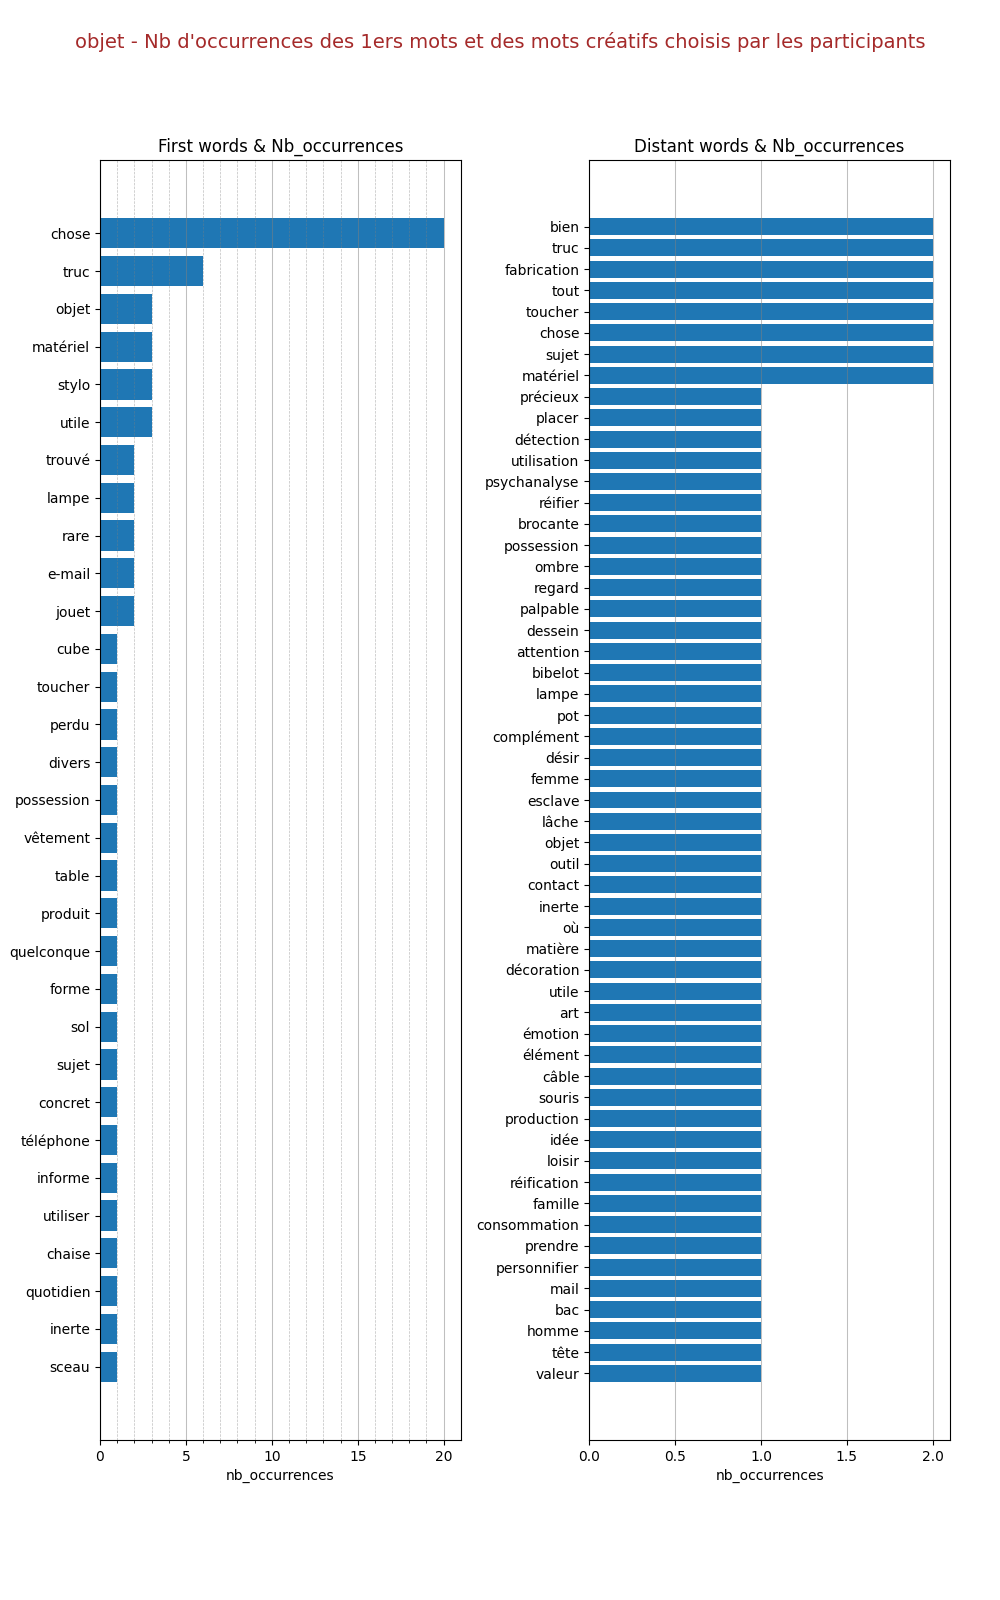 objet - Nb d'occurrences des 1ers mots et des mots créatifs choisis par les participants
First words & Nb_occurrences
chose
truc
objet
matériel
stylo
utile
trouvé
lampe
rare
e-mail
jouet
cube
toucher
perdu
divers
possession
vêtement
table
produit
quelconque
forme
sol
sujet
concret
téléphone
informe
utiliser
chaise
quotidien
inerte
sceau
0 5 10 15 20
nb_occurrences
Distant words & Nb_occurrences
bien
truc
fabrication
tout
toucher
chose
sujet
matériel
précieux
placer
détection
utilisation
psychanalyse
réifier
brocante
possession
ombre
regard
palpable
dessein
attention
bibelot
lampe
pot
complément
désir
femme
esclave
lâche
objet
outil
contact
inerte
où
matière
décoration
utile
art
émotion
élément
câble
souris
production
idée
loisir
réification
famille
consommation
prendre
personnifier
mail
bac
homme
tête
valeur
0.0 0.5 1.0 1.5 2.0
nb_occurrences